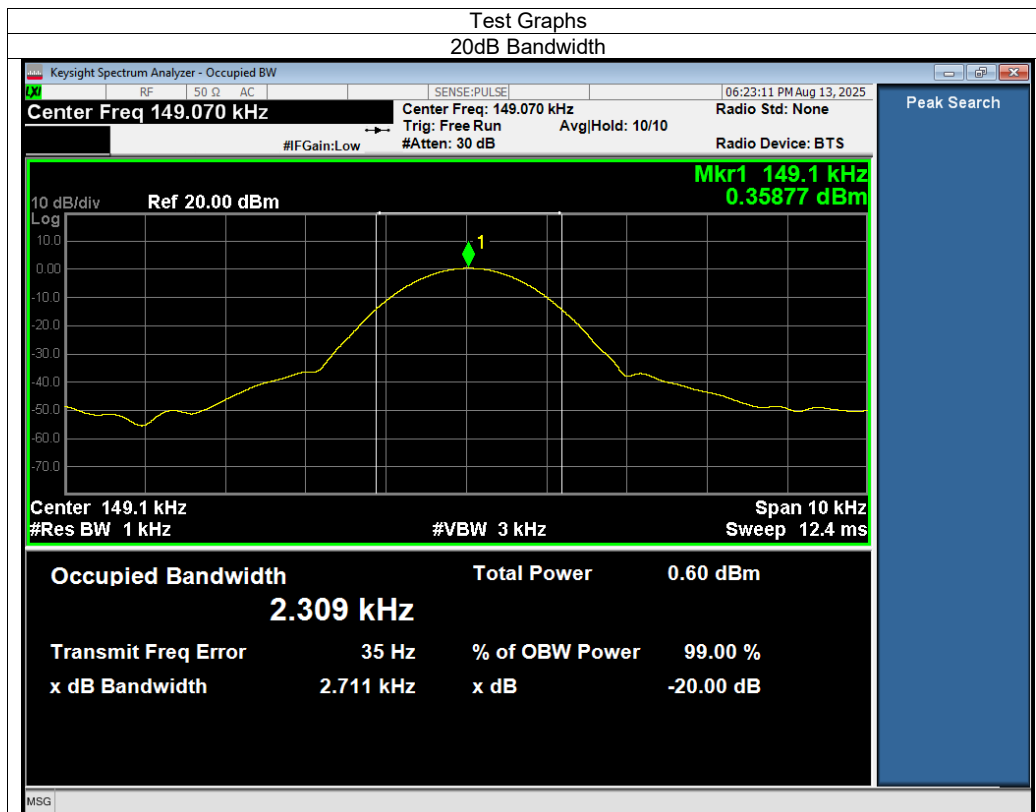 Test Graphs
20dB Bandwidth
Keysight Spectrum Analyzer - Occupied BW
LXI RF 50 Ω AC SENSE:PULSE 06:23:11 PM Aug 13, 2025
Center Freq 149.070 kHz Center Freq: 149.070 kHz Radio Std: None Peak Search
Trig: Free Run Avg|Hold: 10/10
#IFGain:Low #Atten: 30 dB Radio Device: BTS
Mkr1 149.1 kHz
10 dB/div Ref 20.00 dBm 0.35877 dBm
Log
10.0
1
0.00
-10.0
-20.0
-30.0
-40.0
-50.0
-60.0
-70.0
Center 149.1 kHz Span 10 kHz
#Res BW 1 kHz #VBW 3 kHz Sweep 12.4 ms
Occupied Bandwidth Total Power 0.60 dBm
2.309 kHz
Transmit Freq Error 35 Hz % of OBW Power 99.00 %
x dB Bandwidth 2.711 kHz x dB -20.00 dB
MSG